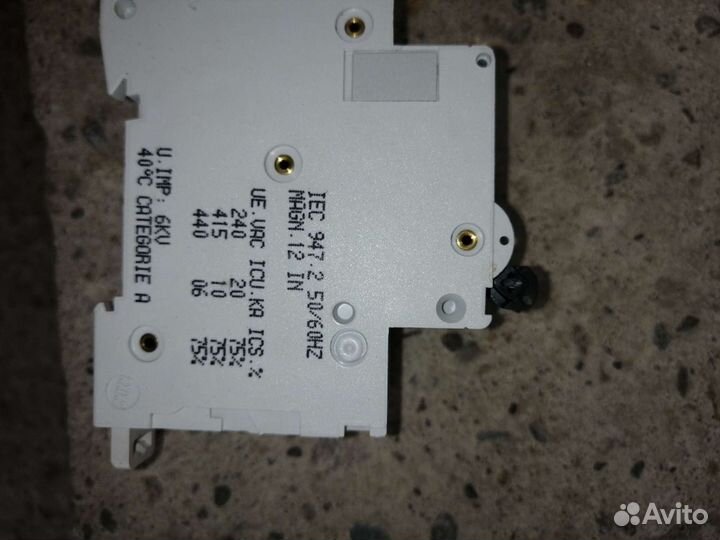 IEC 947.2 50/60HZ
MAGN.12 IN
UE.VAC ICU.KA ICS.%
240 20 75%
415 10 75%
440 06 75%
U.IMP: 6KV
40°C CATEGORIE A
Avito